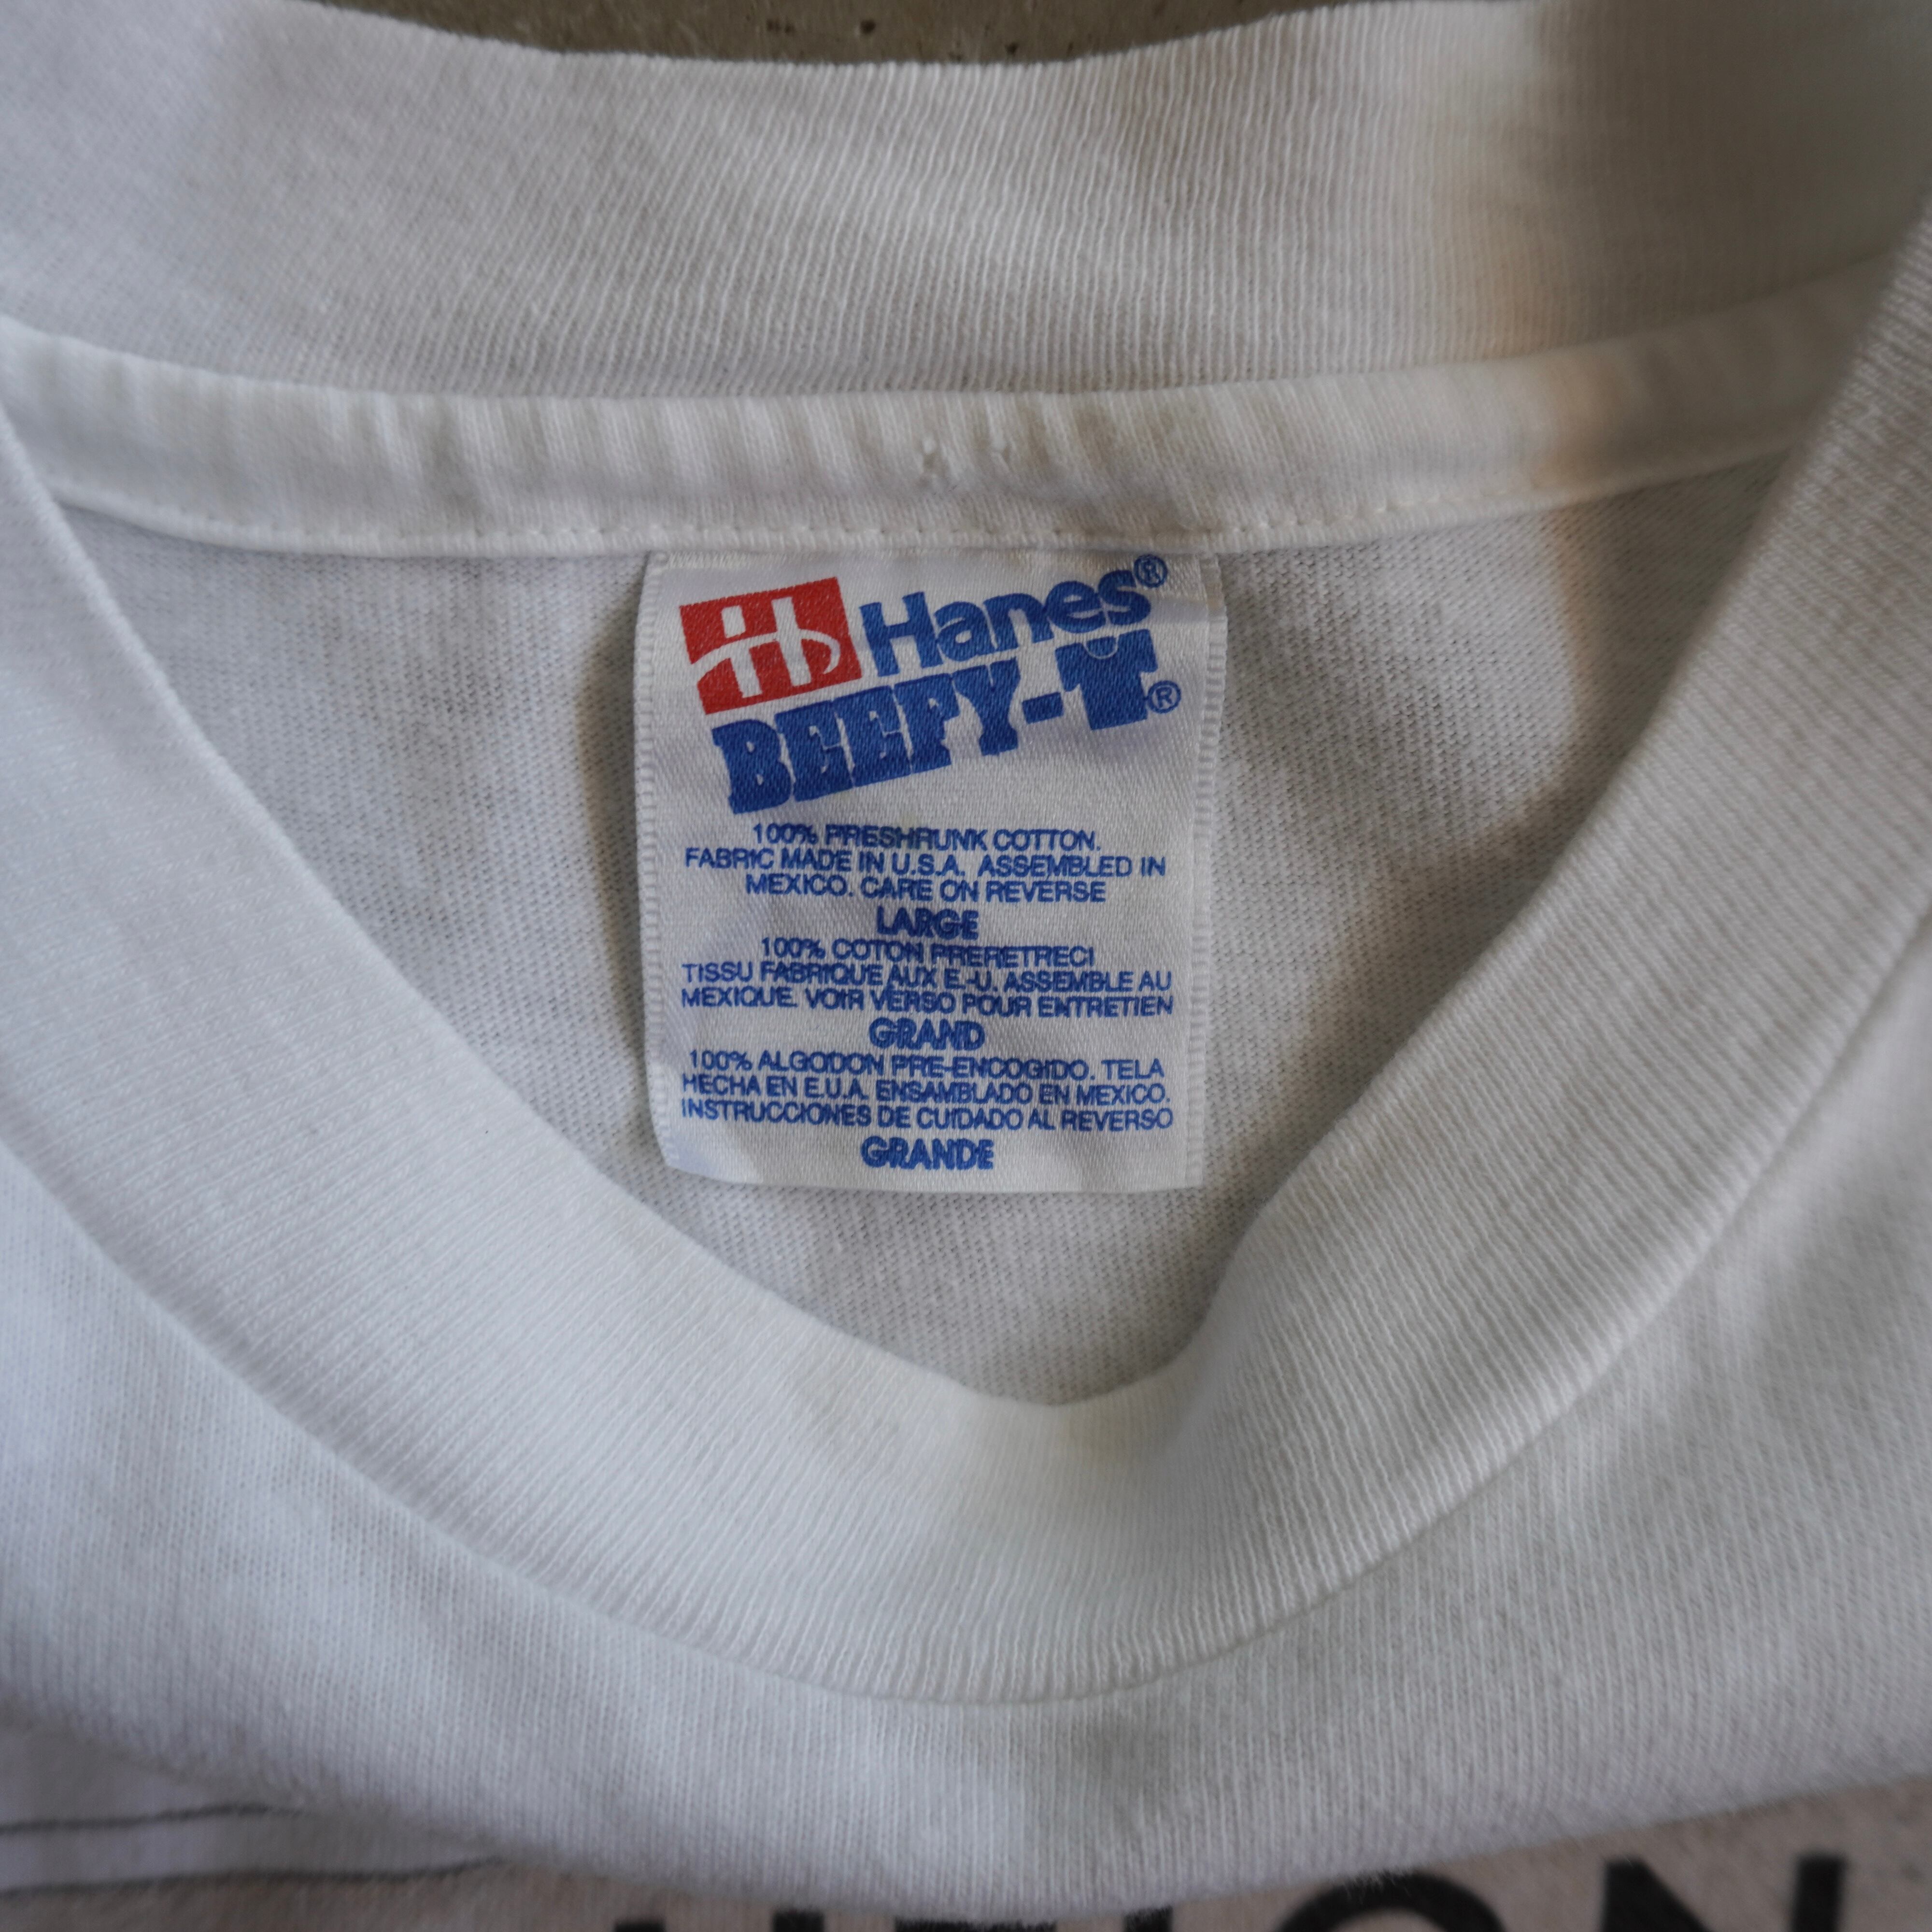 Hanes®
BEEFY-T®
100% PRESHRUNK COTTON.
FABRIC MADE IN U.S.A. ASSEMBLED IN
MEXICO. CARE ON REVERSE
LARGE
100% COTON PRERETRECI
TISSU FABRIQUE AUX E.-U. ASSEMBLE AU
MEXIQUE. VOIR VERSO POUR ENTRETIEN
GRAND
100% ALGODON PRE-ENCOGIDO. TELA
HECHA EN E.U.A. ENSAMBLADO EN MEXICO.
INSTRUCCIONES DE CUIDADO AL REVERSO
GRANDE